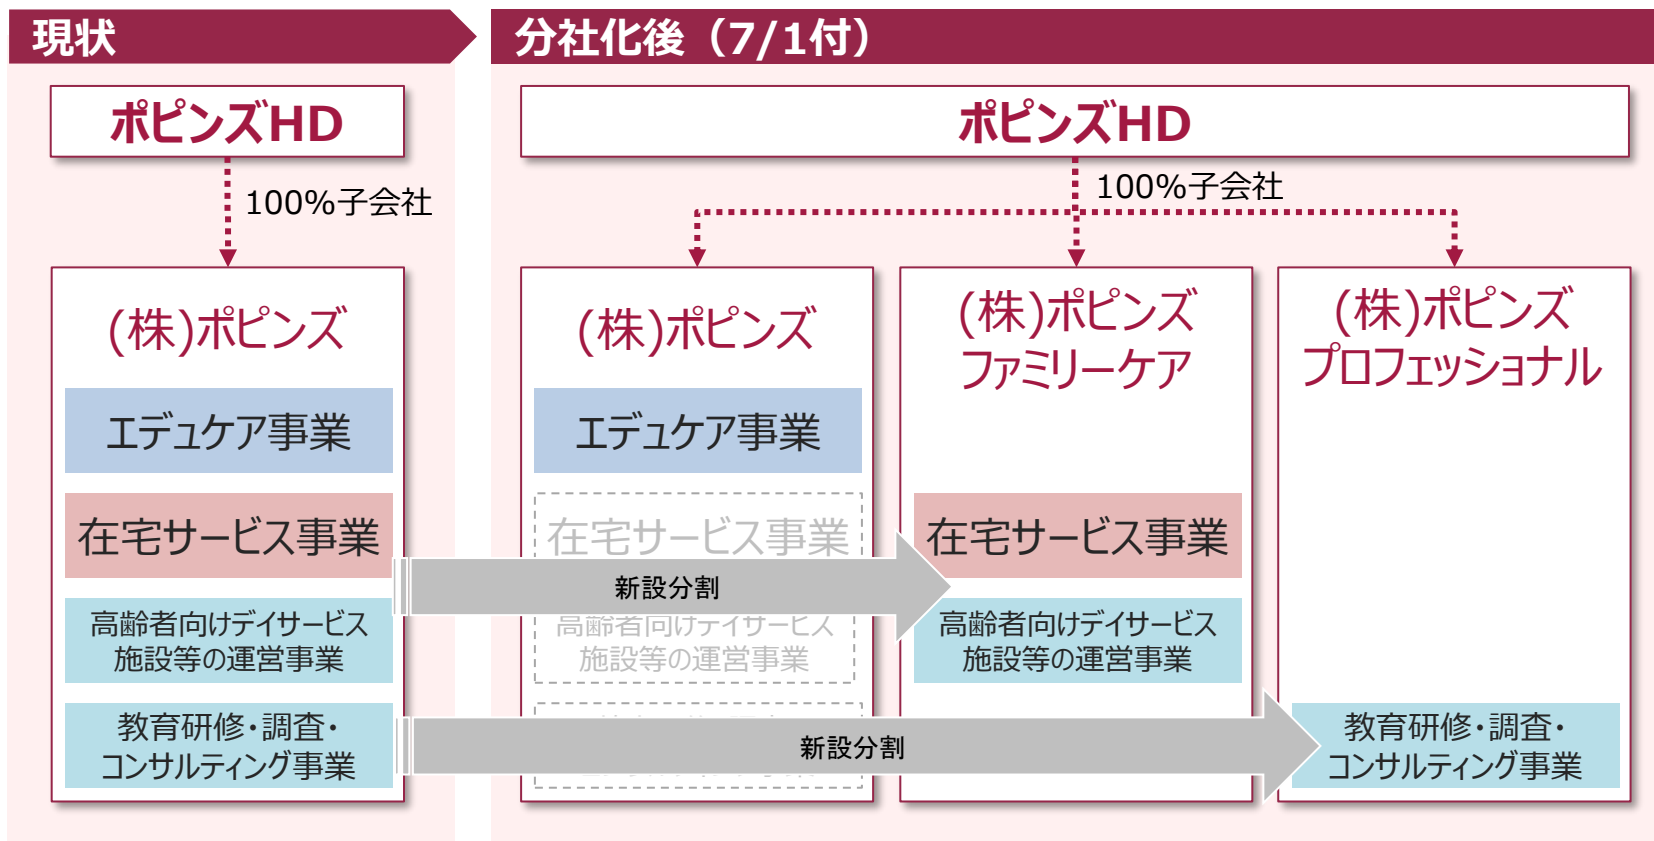 現状
ポピンズHD
100%子会社
(株)ポピンズ
エデュケア事業
在宅サービス事業
高齢者向けデイサービス
施設等の運営事業
教育研修・調査・
コンサルティング事業
分社化後（7/1付）
ポピンズHD
100%子会社
(株)ポピンズ
エデュケア事業
在宅サービス事業
高齢者向けデイサービス
施設等の運営事業
新設分割
新設分割
(株)ポピンズ
ファミリーケア
在宅サービス事業
高齢者向けデイサービス
施設等の運営事業
(株)ポピンズ
プロフェッショナル
教育研修・調査・
コンサルティング事業